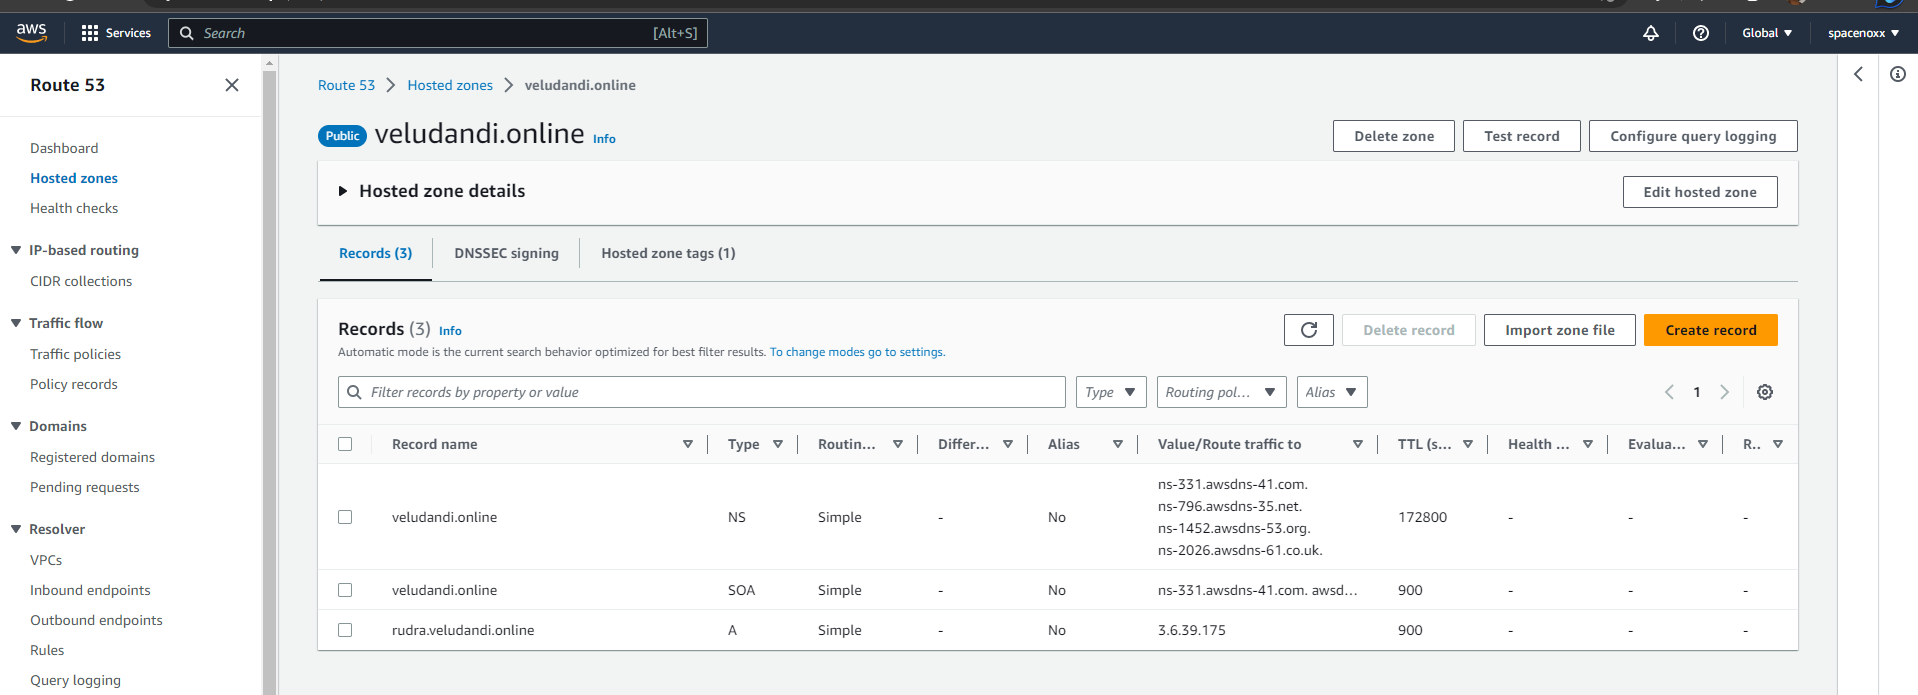 aws
Services
Search
[Alt+S]
Global
spacenoxx
Route 53
Dashboard
Hosted zones
Health checks
IP-based routing
CIDR collections
Traffic flow
Traffic policies
Policy records
Domains
Registered domains
Pending requests
Resolver
VPCs
Inbound endpoints
Outbound endpoints
Rules
Query logging
Route 53 > Hosted zones > veludandi.online
Public veludandi.online Info
Delete zone
Test record
Configure query logging
Hosted zone details
Edit hosted zone
Records (3)
DNSSEC signing
Hosted zone tags (1)
Records (3) Info
Automatic mode is the current search behavior optimized for best filter results. To change modes go to settings.
Delete record
Import zone file
Create record
Filter records by property or value
Type
Routing pol...
Alias
1
Record name Type Routin... Differ... Alias Value/Route traffic to TTL (s... Health ... Evalua... R..
ns-331.awsdns-41.com.
ns-796.awsdns-35.net.
veludandi.online NS Simple - No 172800 - - -
ns-1452.awsdns-53.org.
ns-2026.awsdns-61.co.uk.
veludandi.online SOA Simple - No ns-331.awsdns-41.com. awsd... 900 - - -
rudra.veludandi.online A Simple - No 3.6.39.175 900 - - -